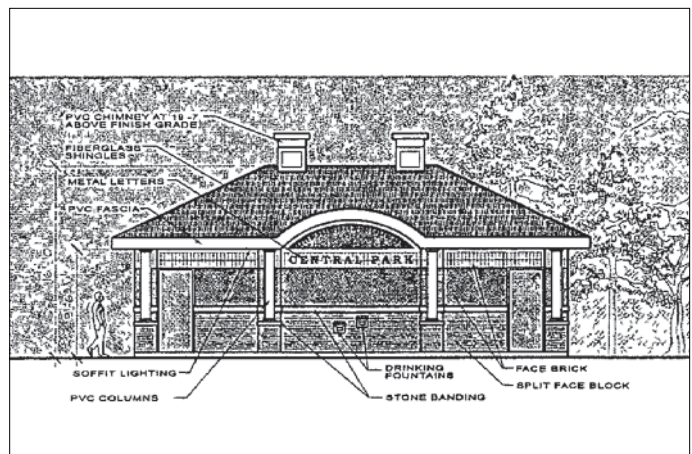 PVC CHIMNEY AT 19'-7
ABOVE FINISH GRADE
FIBERGLASS
SHINGLES
METAL LETTERS
PVC FASCIA
CENTRAL PARK
SOFFIT LIGHTING
PVC COLUMNS
DRINKING
FOUNTAINS
STONE BANDING
FACE BRICK
SPLIT FACE BLOCK